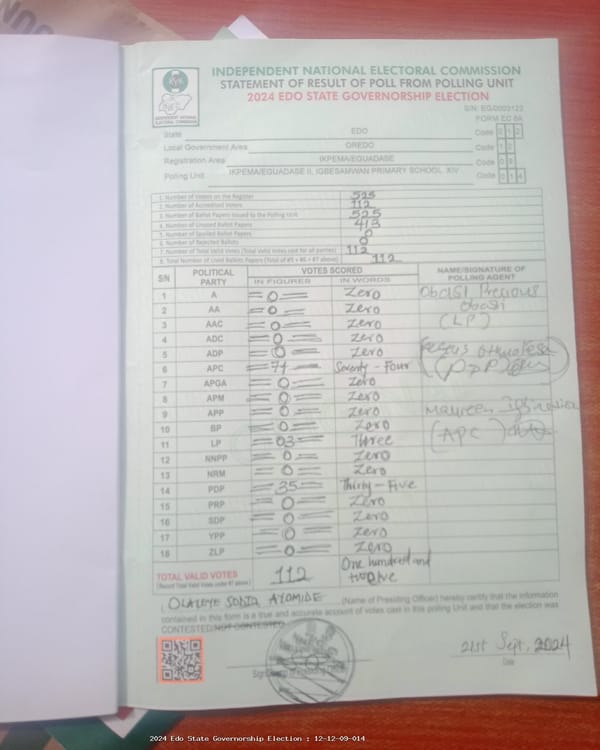 INDEPENDENT NATIONAL ELECTORAL COMMISSION
STATEMENT OF RESULT OF POLL FROM POLLING UNIT
2024 EDO STATE GOVERNORSHIP ELECTION
S/N: EG0003122
FORM EC 8A
State EDO Code 0 1 2
Local Government Area OREDO Code 1 2
Registration Area IKPEMA/EGUADASE Code 0 9
Polling Unit IKPEMA/EGUADASE II, IGBESAMWAN PRIMARY SCHOOL XIV Code 0 1 4
1. Number of Voters on the Register 525
2. Number of Accredited Voters 112
3. Number of Ballot Papers Issued to the Polling Unit 525
4. Number of Unused Ballot Papers 413
5. Number of Spoiled Ballot Papers 0
6. Number of Rejected Ballots 0
7. Number of Total Valid Votes (Total Valid Votes cast for all parties) 112
8. Total Number of Used Ballot Papers (Total of #5 + #6 + #7 above) 112
S/N POLITICAL PARTY VOTES SCORED NAME/SIGNATURE OF POLLING AGENT
IN FIGURES IN WORDS
1 A =0= Zero Obasi Precious
2 AA =0= Zero Obasi
3 AAC =0= Zero (LP)
4 ADC =0= Zero
5 ADP =0= Zero
6 APC =74= Seventy-Four (PDP)
7 APGA =0= Zero
8 APM =0= Zero
9 APP =0= Zero Maureen
10 BP =0= Zero (APC)
11 LP =03= Three
12 NNPP =0= Zero
13 NRM =0= Zero
14 PDP =35= Thirty-Five
15 PRP =0= Zero
16 SDP =0= Zero
17 YPP =0= Zero
18 ZLP =0= Zero
TOTAL VALID VOTES 112 One hundred and twelve
(Record Total Valid Votes under #7 above)
I, OLALEYE AYOMIDE (Name of Presiding Officer) hereby certify that the information
contained in this form is a true and accurate account of votes cast in this polling Unit and that the election was
CONTESTED/NOT CONTESTED
21st Sept, 2024
Date
2024 Edo State Governorship Election : 12-12-09-014